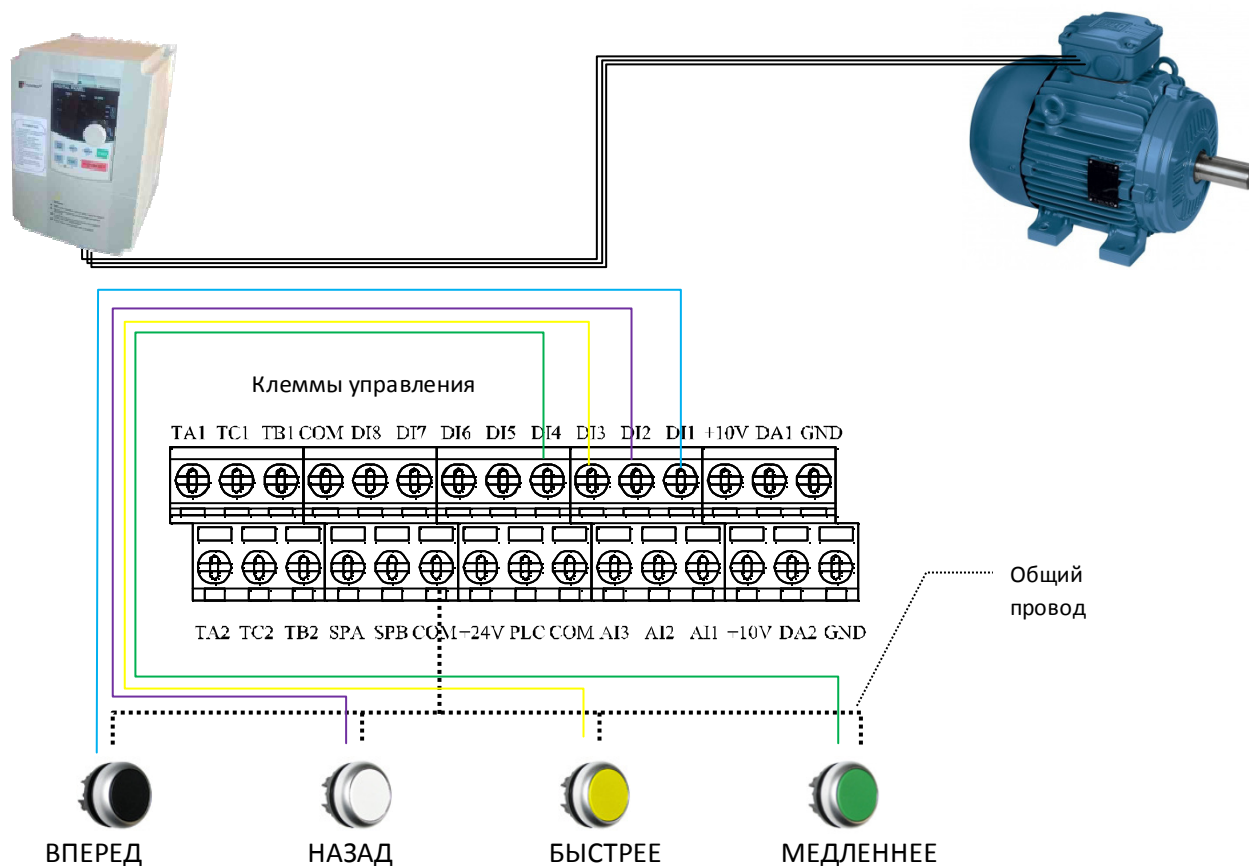 Клеммы управления
TA1 TC1 TB1 COM DI8 DI7 DI6 DI5 DI4 DI3 DI2 DI1 +10V DA1 GND
TA2 TC2 TB2 SPA SPB COM +24V PLC COM AI3 AI2 AI1 +10V DA2 GND
Общий
провод
ВПЕРЕД НАЗАД БЫСТРЕЕ МЕДЛЕННЕЕ